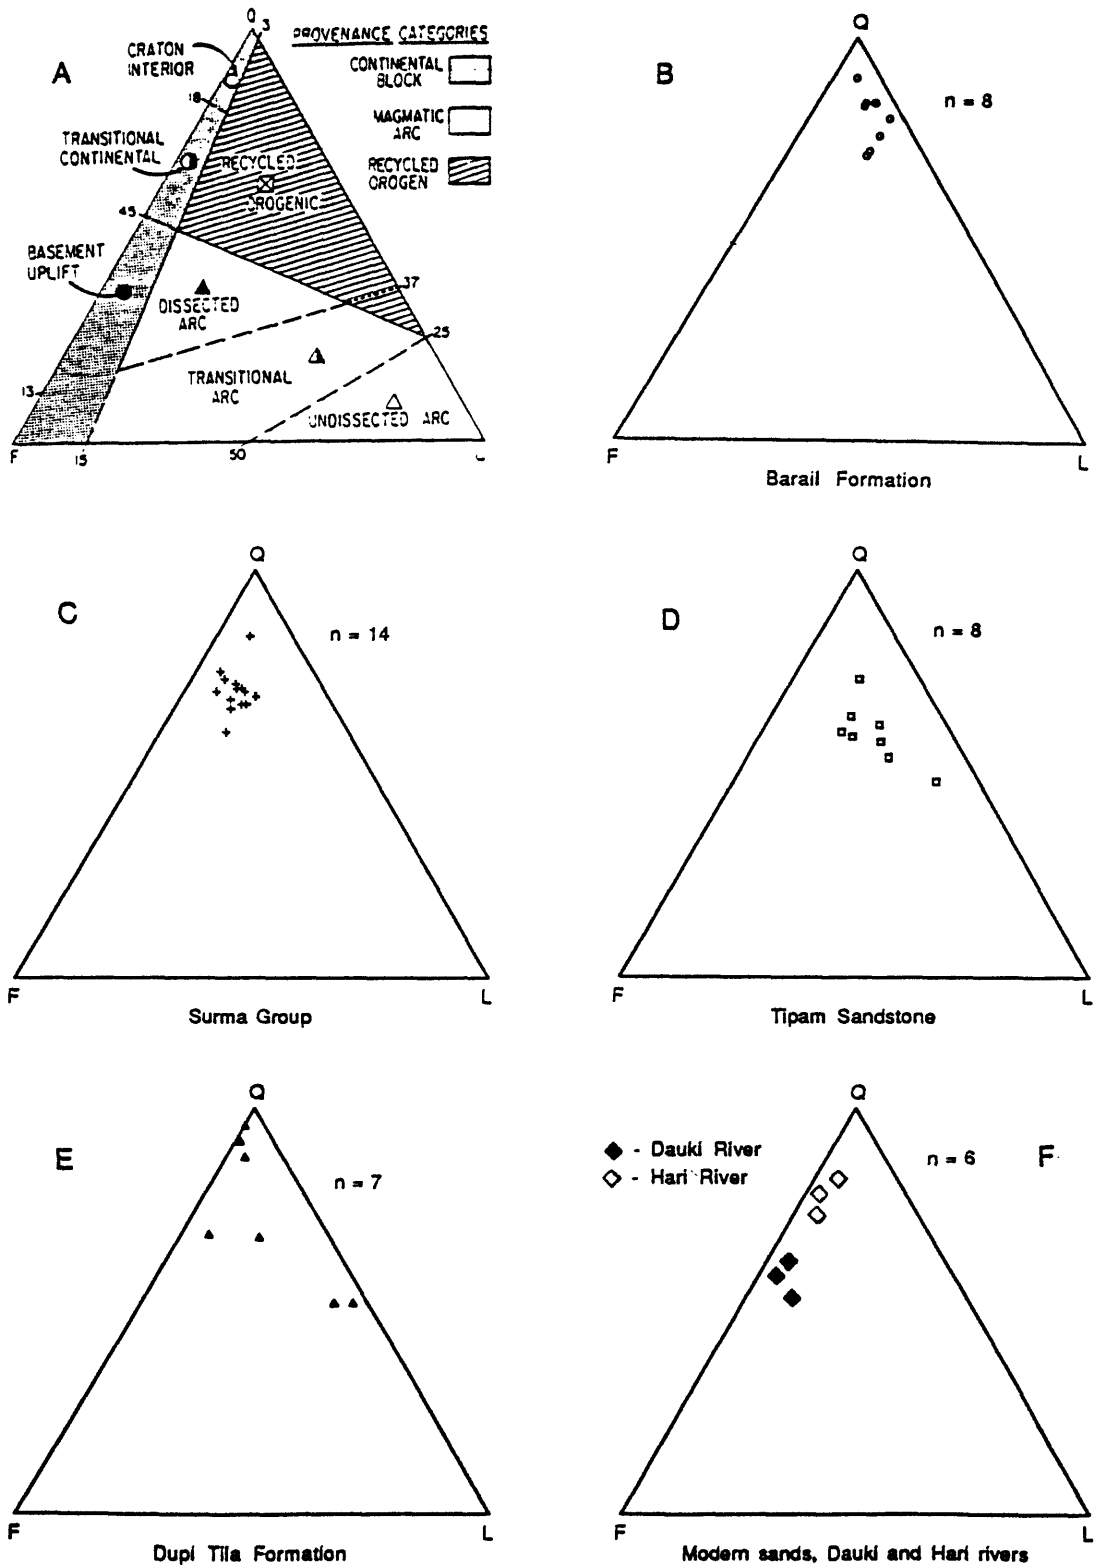 A
Q
3
PROVENANCE CATEGORIES
CRATON
INTERIOR
CONTINENTAL
BLOCK
18
MAGMATIC
ARC
TRANSITIONAL
CONTINENTAL
RECYCLED
OROGENIC
RECYCLED
OROGEN
45
BASEMENT
UPLIFT
DISSECTED
ARC
37
25
TRANSITIONAL
ARC
13
UNDISSECTED ARC
F
15
50
B
Q
n = 8
F
L
Barail Formation
C
Q
n = 14
F
L
Surma Group
D
Q
n = 8
F
L
Tipam Sandstone
E
Q
n = 7
F
L
Dupi Tila Formation
Q
- Dauki River
- Hari River
n = 6
F
F
L
Modern sands, Dauki and Hari rivers